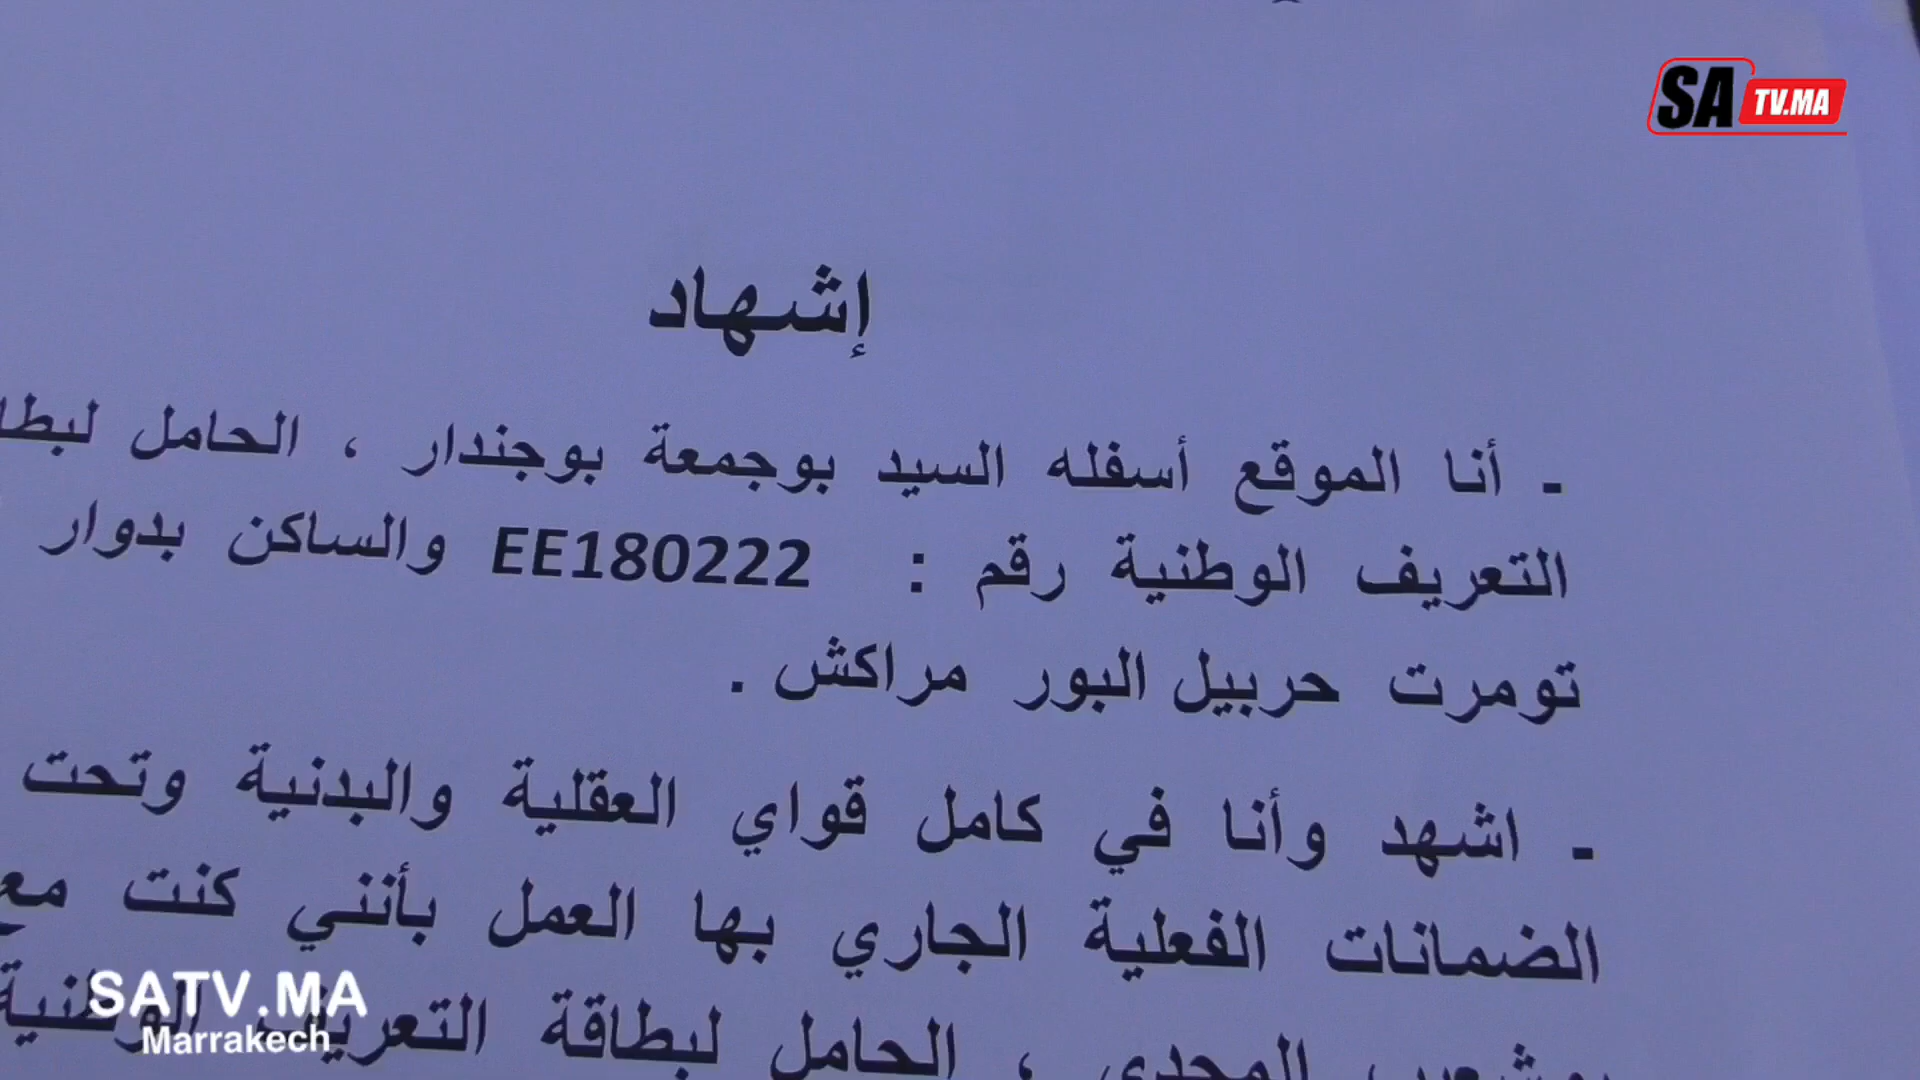 SA TV.MA
إشهاد
- أنا الموقع أسفله السيد بوجمعة بوجندار ، الحامل
التعريف الوطنية رقم : EE180222 والساكن بدوار
تومرت حربيل البور مراكش .
- اشهد وأنا في كامل قواي العقلية والبدنية وتحت
الضمانات الفعلية الجاري بها العمل بأنني كنت
، الحامل لبطاقة التعريف الوطنية
SATV.MA
Marrakech